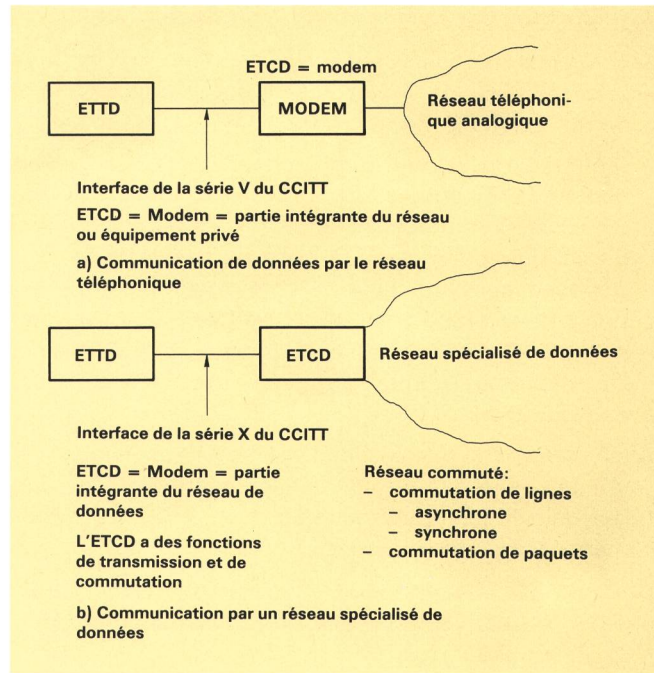 ETCD = modem
ETTD
MODEM
Réseau téléphoni-
que analogique
Interface de la série V du CCITT
ETCD = Modem = partie intégrante du réseau
ou équipement privé
a) Communication de données par le réseau
téléphonique
ETTD
ETCD
Réseau spécialisé de données
Interface de la série X du CCITT
ETCD = Modem = partie
intégrante du réseau de
données
L'ETCD a des fonctions
de transmission et de
commutation
Réseau commuté:
– commutation de lignes
– asynchrone
– synchrone
– commutation de paquets
b) Communication par un réseau spécialisé de
données